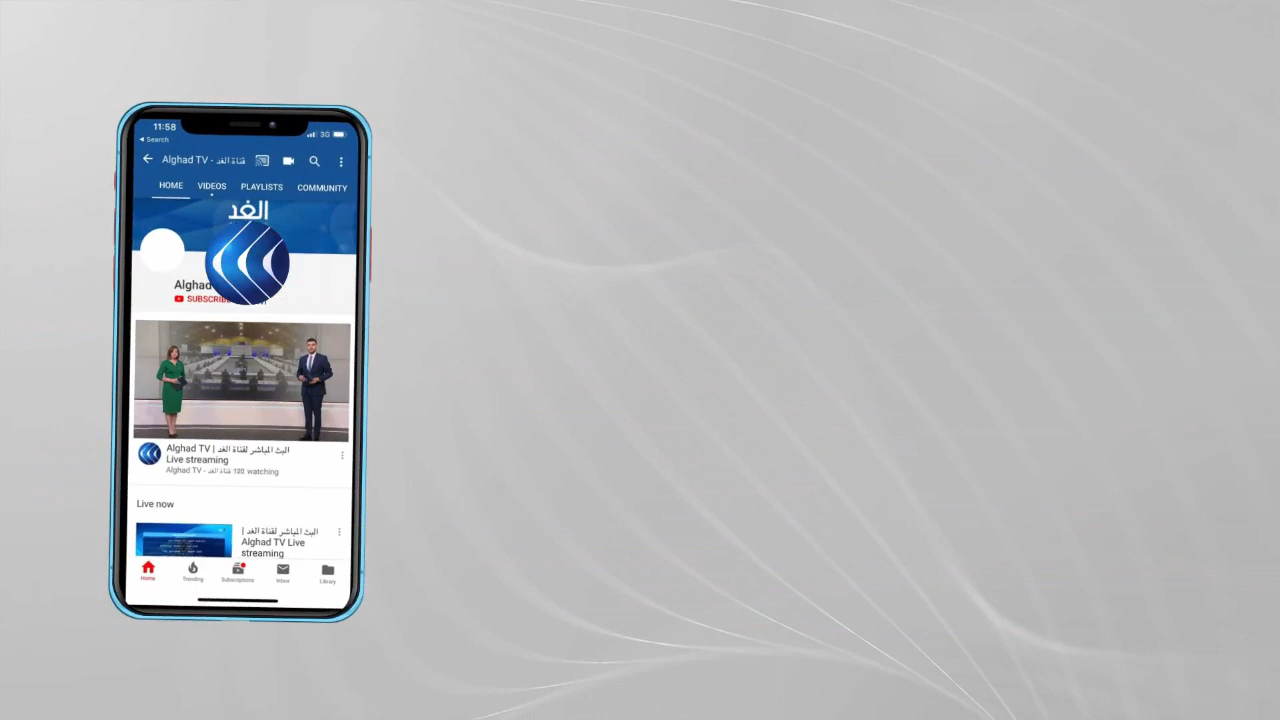 11:58
3G
Search
Alghad TV - قناة الغد
HOME VIDEOS PLAYLISTS COMMUNITY
الغد
Alghad
SUBSCRIBE
البث المباشر لقناة الغد | Alghad TV
Live streaming
Alghad TV - قناة الغد 120 watching
Live now
البث المباشر لقناة الغد |
Alghad TV Live
streaming
Home Trending Subscriptions Inbox Library